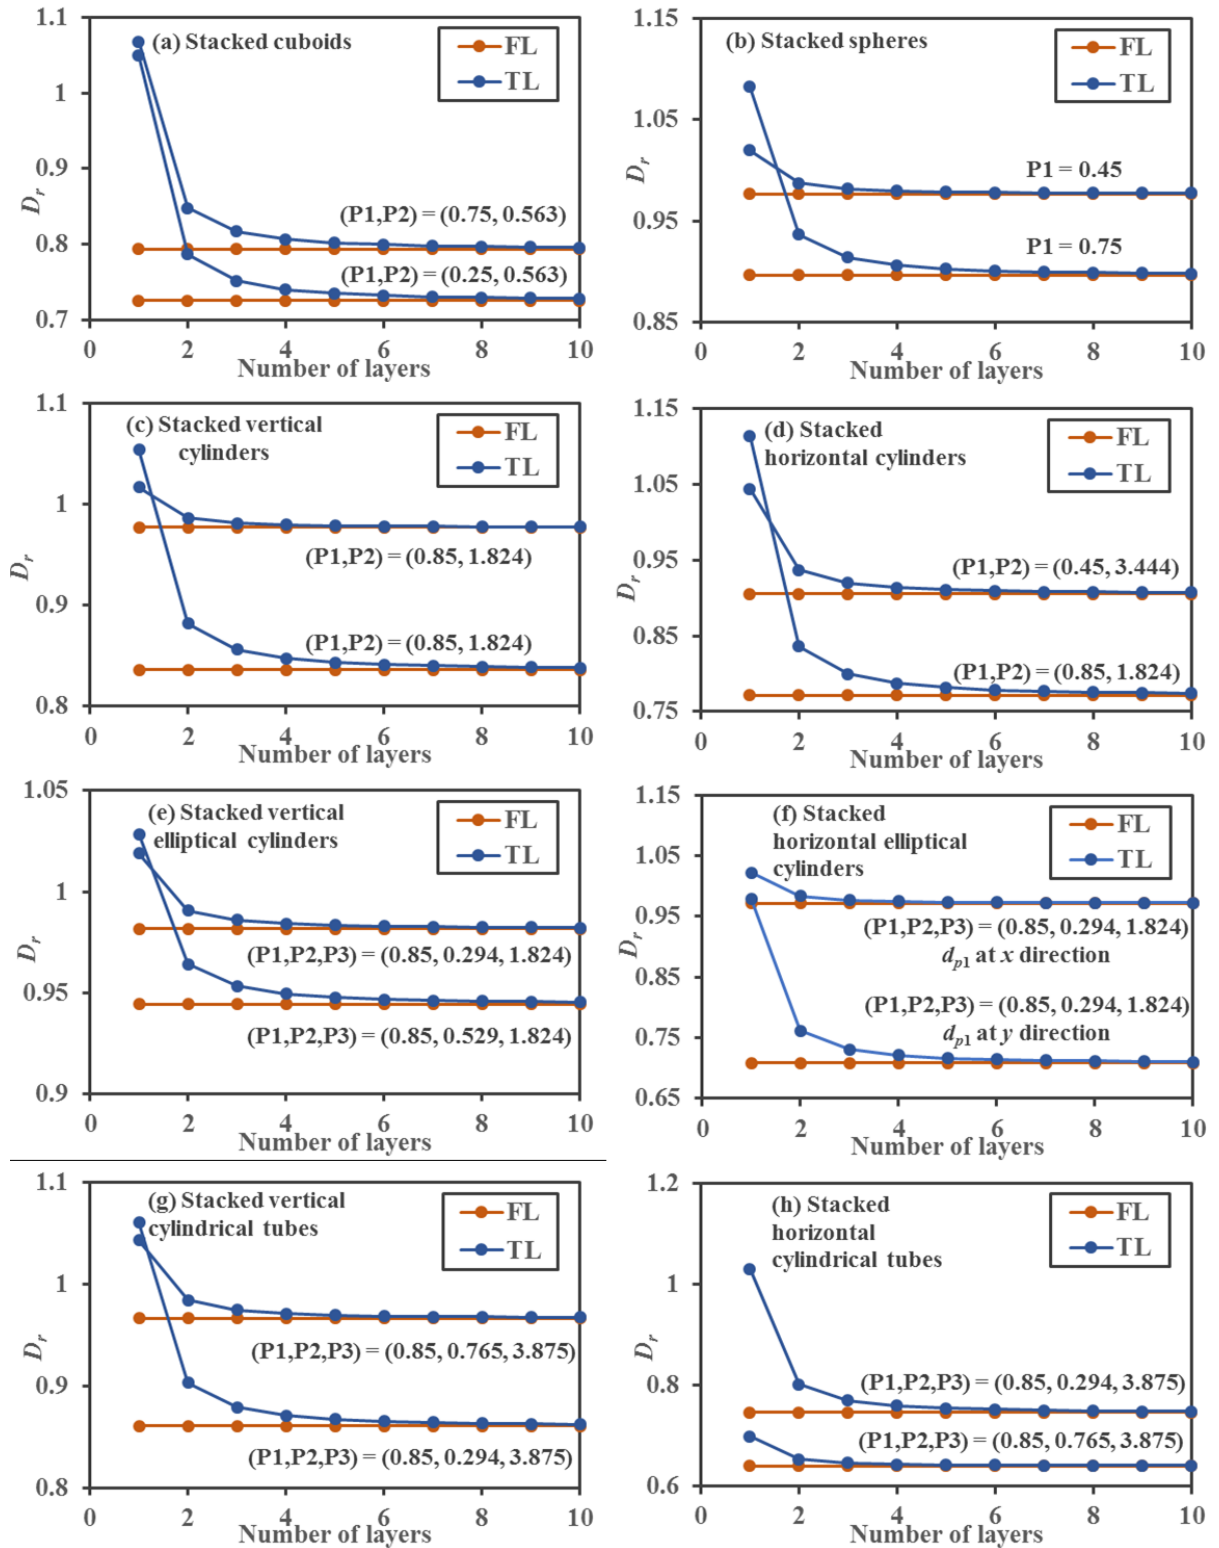 (a) Stacked cuboids
FL
TL
1.1
1
0.9
0.8
0.7
D_r
(P1,P2) = (0.75, 0.563)
(P1,P2) = (0.25, 0.563)
0 2 4 6 8 10
Number of layers
(b) Stacked spheres
FL
TL
1.15
1.05
0.95
0.85
D_r
P1 = 0.45
P1 = 0.75
0 2 4 6 8 10
Number of layers
(c) Stacked vertical
cylinders
FL
TL
1.1
1
0.9
0.8
D_r
(P1,P2) = (0.85, 1.824)
(P1,P2) = (0.85, 1.824)
0 2 4 6 8 10
Number of layers
(d) Stacked
horizontal cylinders
FL
TL
1.15
1.05
0.95
0.85
0.75
D_r
(P1,P2) = (0.45, 3.444)
(P1,P2) = (0.85, 1.824)
0 2 4 6 8 10
Number of layers
(e) Stacked vertical
elliptical cylinders
FL
TL
1.05
1
0.95
0.9
D_r
(P1,P2,P3) = (0.85, 0.294, 1.824)
(P1,P2,P3) = (0.85, 0.529, 1.824)
0 2 4 6 8 10
Number of layers
(f) Stacked
horizontal elliptical
cylinders
FL
TL
1.15
1.05
0.95
0.85
0.75
0.65
D_r
(P1,P2,P3) = (0.85, 0.294, 1.824)
d_p1 at x direction
(P1,P2,P3) = (0.85, 0.294, 1.824)
d_p1 at y direction
0 2 4 6 8 10
Number of layers
(g) Stacked vertical
cylindrical tubes
FL
TL
1.1
1
0.9
0.8
D_r
(P1,P2,P3) = (0.85, 0.765, 3.875)
(P1,P2,P3) = (0.85, 0.294, 3.875)
0 2 4 6 8 10
Number of layers
(h) Stacked
horizontal
cylindrical tubes
FL
TL
1.2
1
0.8
0.6
D_r
(P1,P2,P3) = (0.85, 0.294, 3.875)
(P1,P2,P3) = (0.85, 0.765, 3.875)
0 2 4 6 8 10
Number of layers